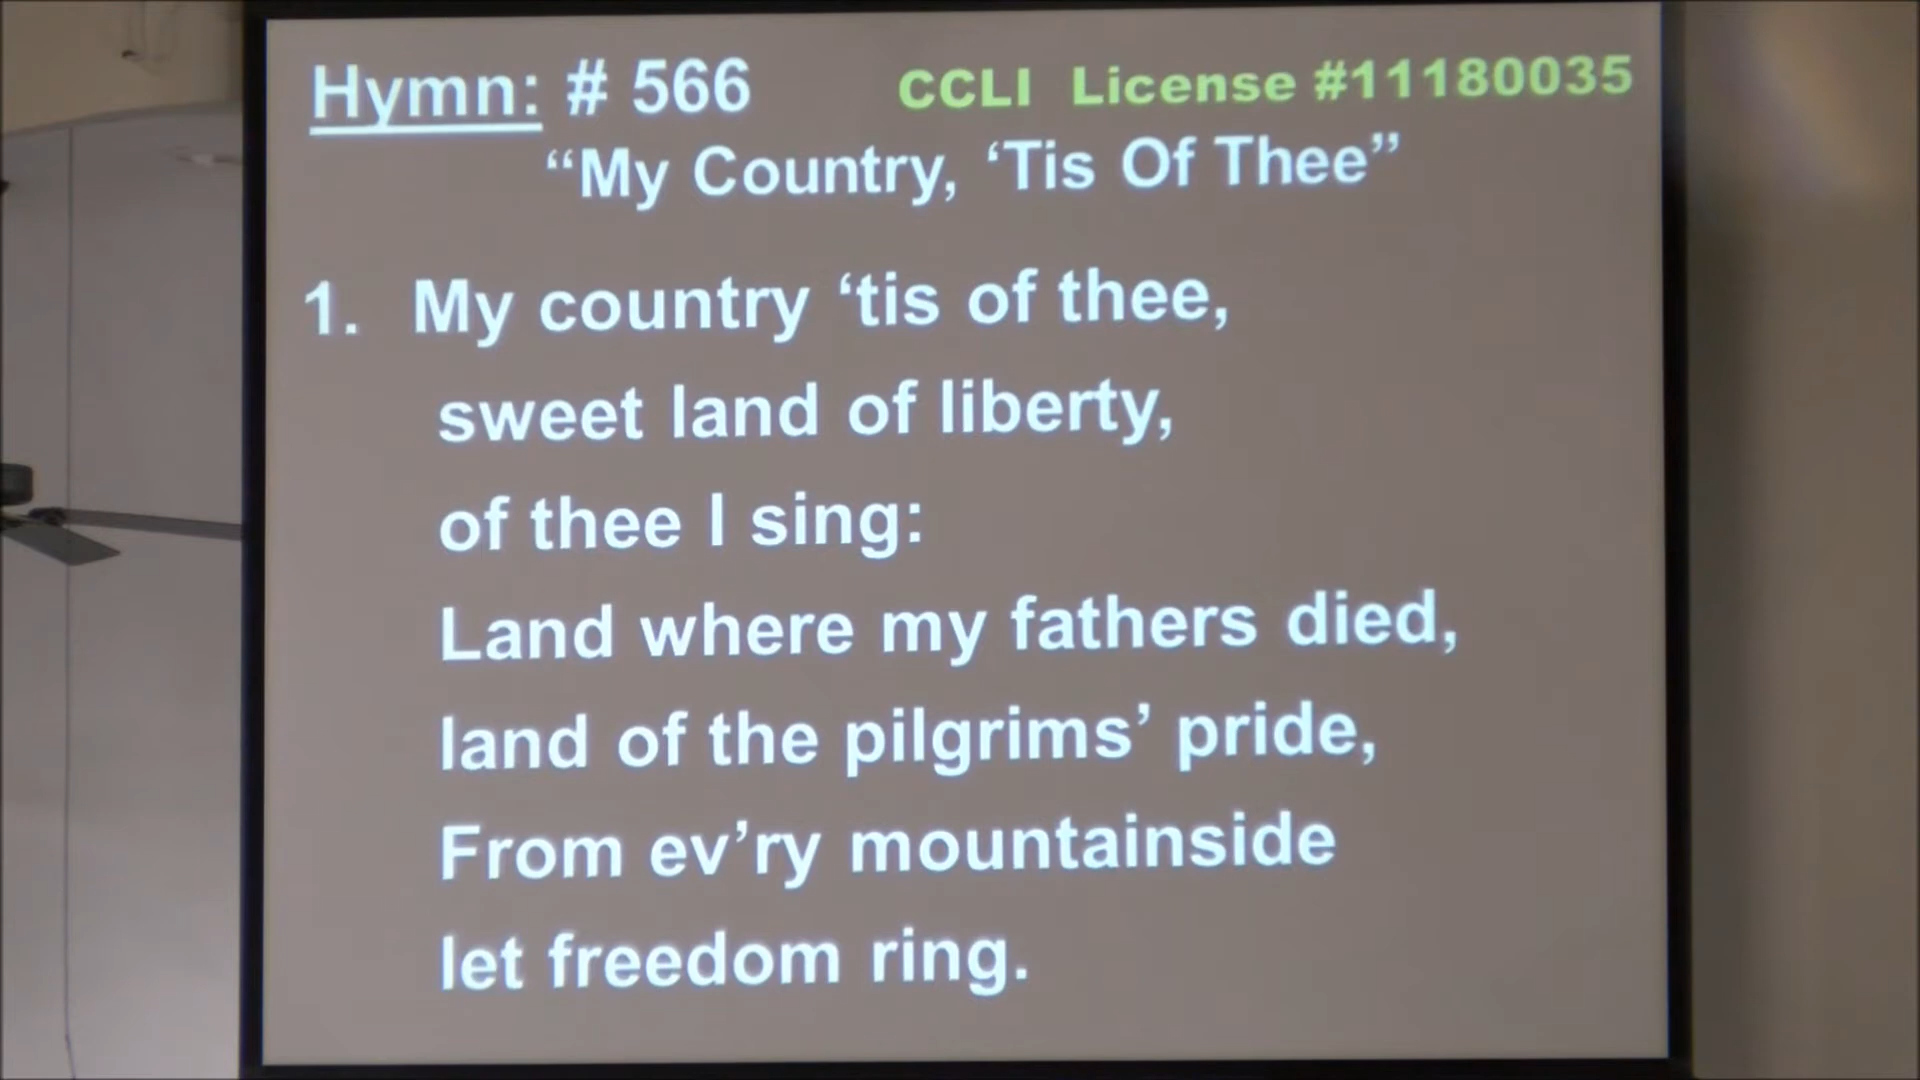 Hymn: # 566 CCLI License #11180035
“My Country, ‘Tis Of Thee”
1. My country ‘tis of thee,
sweet land of liberty,
of thee I sing:
Land where my fathers died,
land of the pilgrims’ pride,
From ev’ry mountainside
let freedom ring.